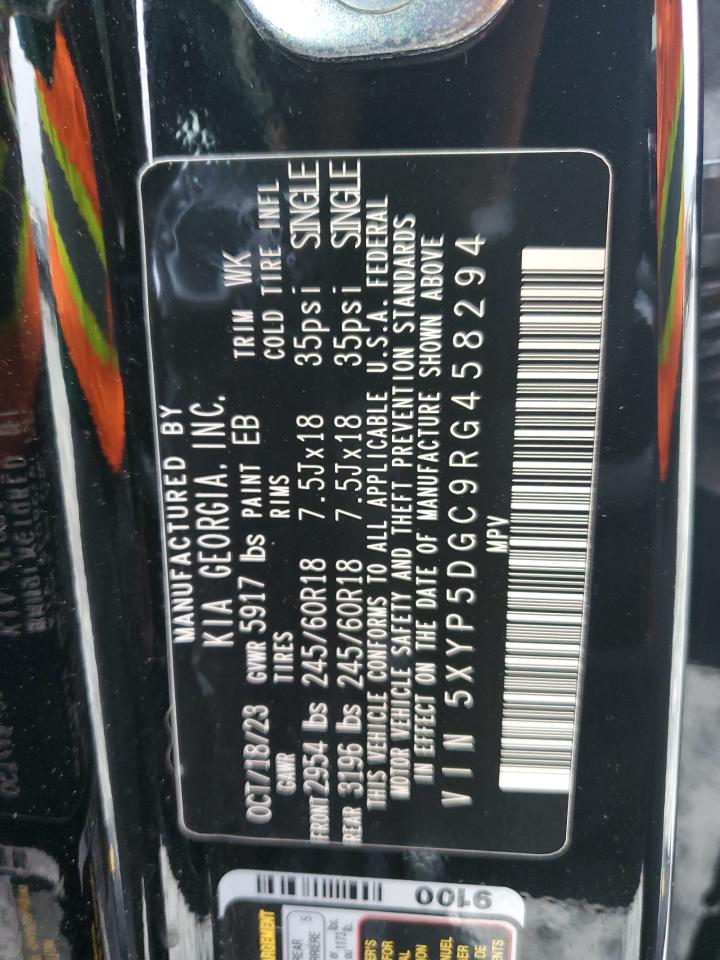 MANUFACTURED BY
KIA GEORGIA, INC.
OCT/18/23 GVWR 5917 lbs PAINT EB TRIM WK
GAWR TIRES RIMS COLD TIRE INFL
FRONT 2954 lbs 245/60R18 7.5Jx18 35psi SINGLE
REAR 3196 lbs 245/60R18 7.5Jx18 35psi SINGLE
THIS VEHICLE CONFORMS TO ALL APPLICABLE U.S.A. FEDERAL
MOTOR VEHICLE SAFETY AND THEFT PREVENTION STANDARDS
IN EFFECT ON THE DATE OF MANUFACTURE SHOWN ABOVE
VIN 5XYP5DGC9RG458294
MPV
9100
REAR 5